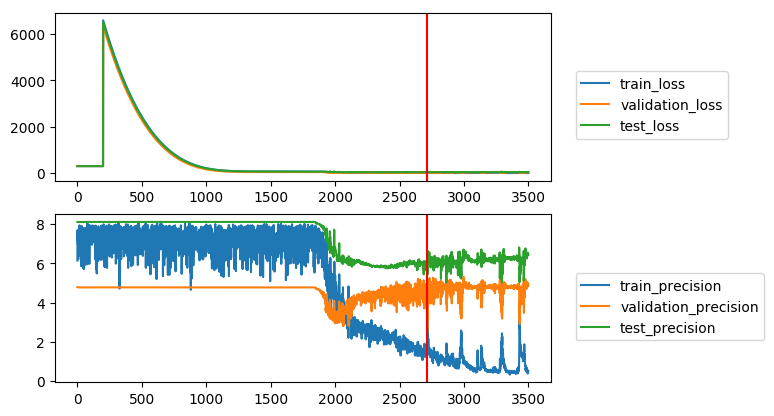 6000
4000
2000
0
0 500 1000 1500 2000 2500 3000 3500
train_loss
validation_loss
test_loss
8
6
4
2
0
0 500 1000 1500 2000 2500 3000 3500
train_precision
validation_precision
test_precision